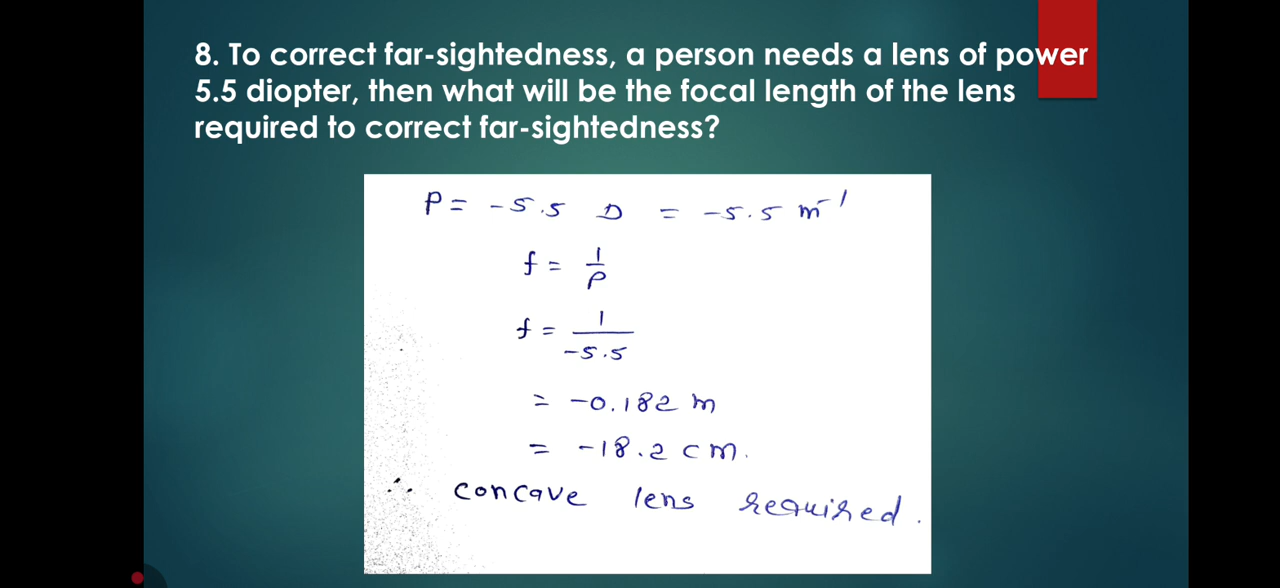 8. To correct far-sightedness, a person needs a lens of power
5.5 diopter, then what will be the focal length of the lens
required to correct far-sightedness?
P = -5.5 D = -5.5 m⁻¹
f = 1/P
f = 1/-5.5
= -0.182 m
= -18.2 cm.
∴ concave lens required.